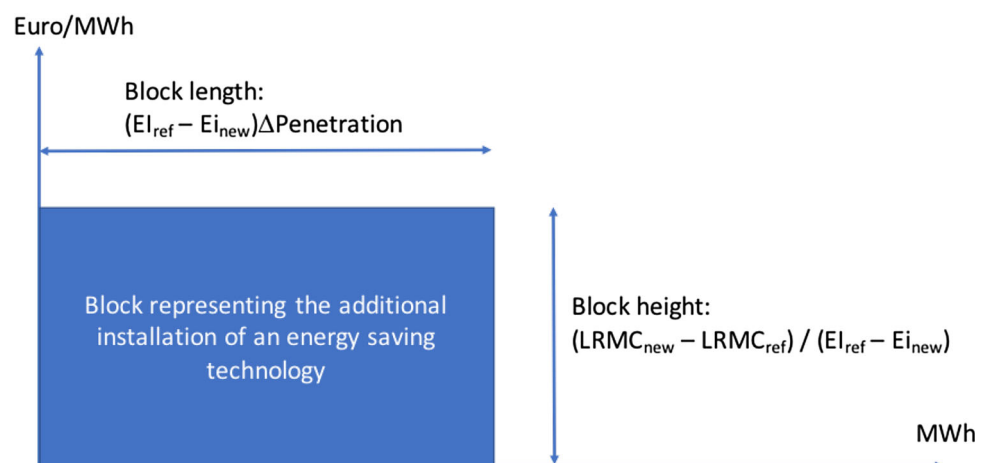 Euro/MWh
Block length:
(EIref – Einew)ΔPenetration
Block representing the additional
installation of an energy saving
technology
Block height:
(LRMCnew – LRMCref) / (EIref – Einew)
MWh